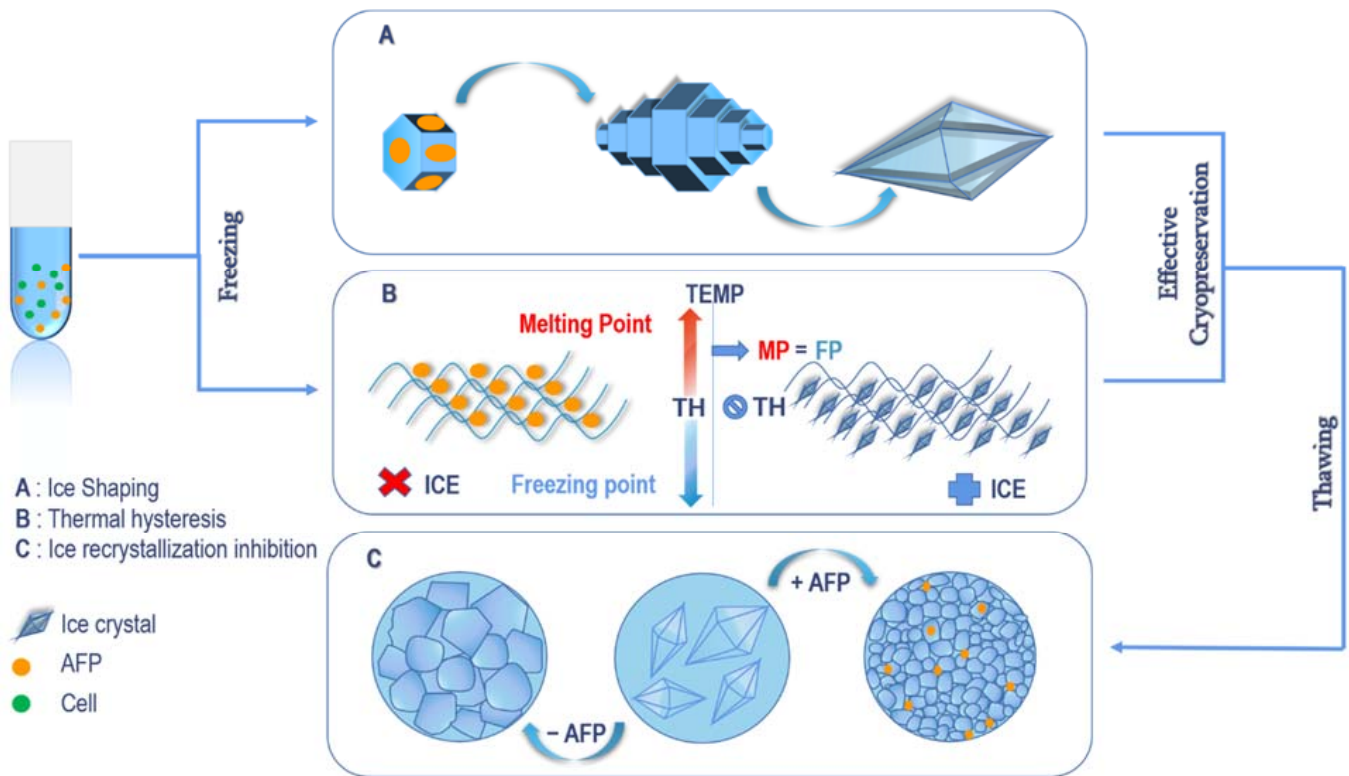 A
Freezing
Effective
Cryopreservation
B
TEMP
Melting Point
MP = FP
TH
TH
ICE
Freezing point
ICE
Thawing
A : Ice Shaping
B : Thermal hysteresis
C : Ice recrystallization inhibition
C
+ AFP
− AFP
Ice crystal
AFP
Cell